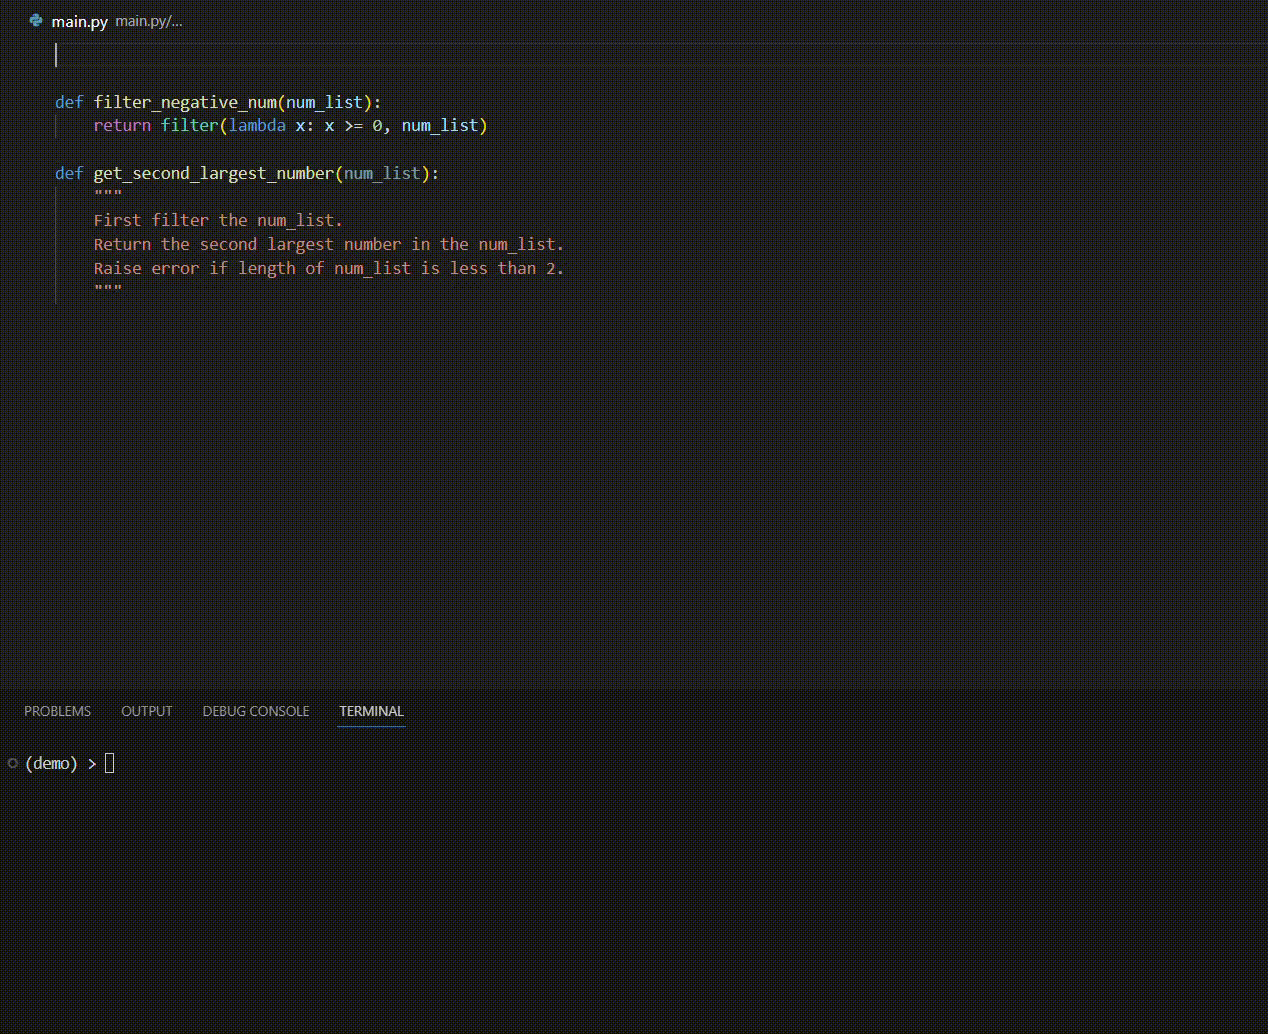 main.py main.py/...
def filter_negative_num(num_list):
    return filter(lambda x: x >= 0, num_list)
def get_second_largest_number(num_list):
    """
    First filter the num_list.
    Return the second largest number in the num_list.
    Raise error if length of num_list is less than 2.
    """
PROBLEMS OUTPUT DEBUG CONSOLE TERMINAL
(demo) >